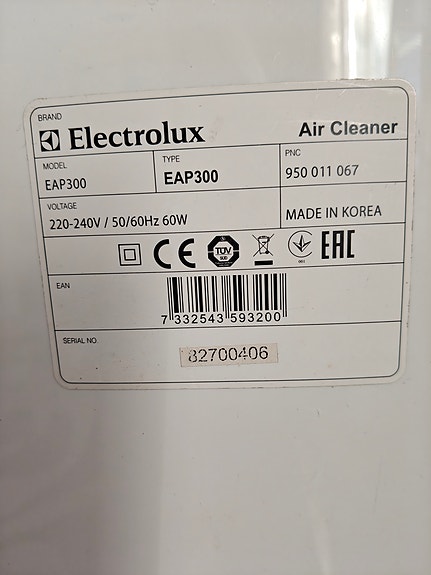 BRAND
Electrolux
Air Cleaner
MODEL
EAP300
TYPE
EAP300
PNC
950 011 067
VOLTAGE
220-240V / 50/60Hz 60W
MADE IN KOREA
CE TÜV SÜD EAC
EAN
7 332543 593200
SERIAL NO
82700406